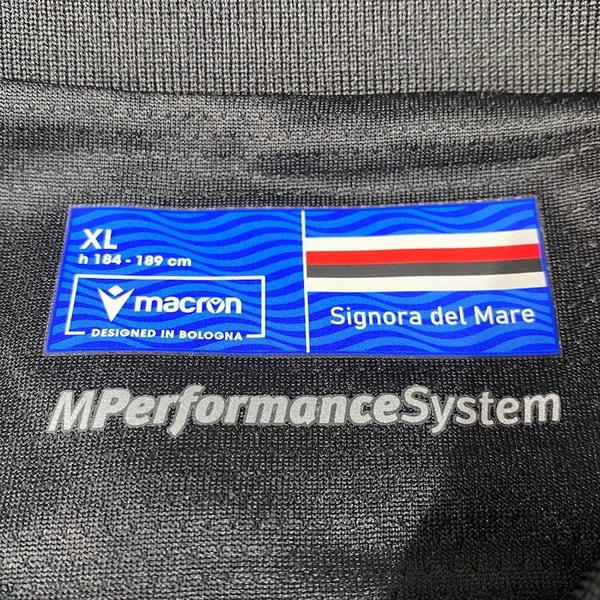 XL
h 184 - 189 cm
macron
DESIGNED IN BOLOGNA
Signora del Mare
MPerformanceSystem